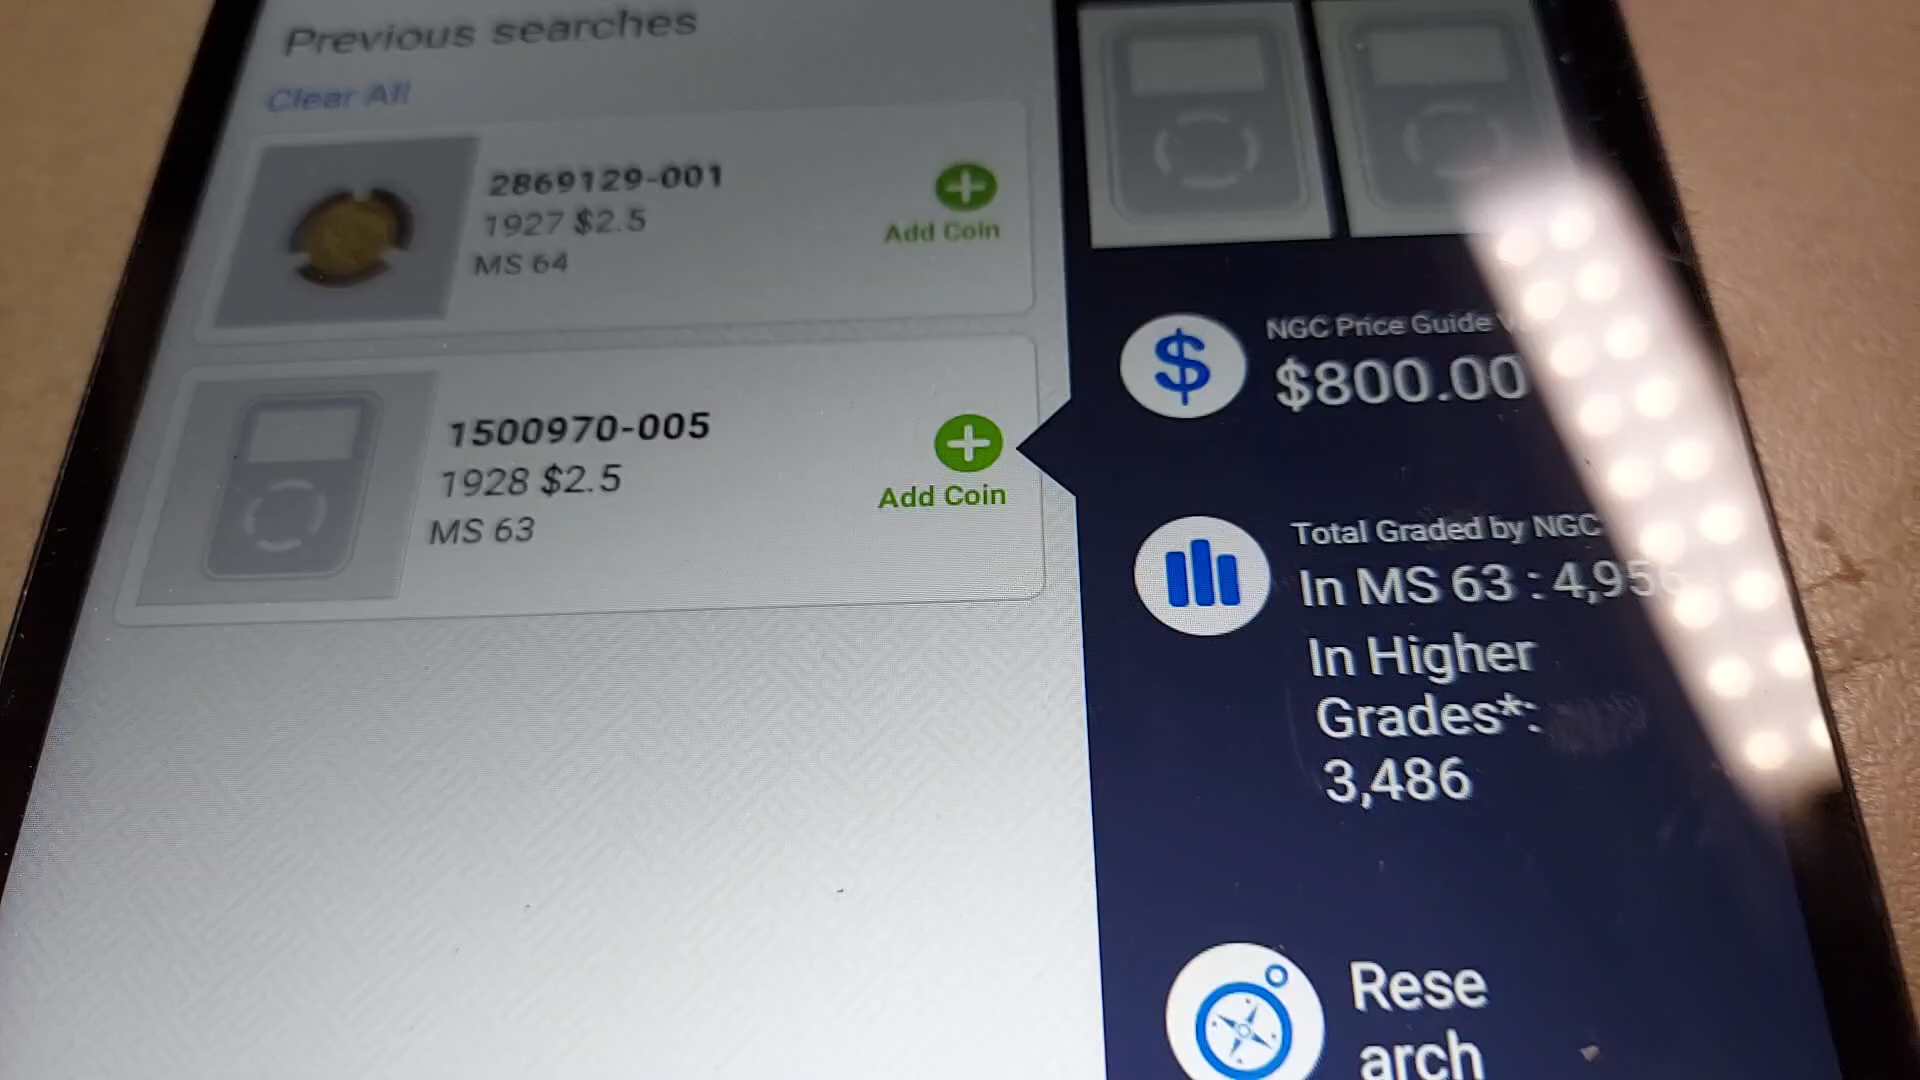 Previous searches
Clear All
2869129-001
1927 $2.5
MS 64
Add Coin
1500970-005
1928 $2.5
MS 63
Add Coin
NGC Price Guide
$800.00
Total Graded by NGC
In MS 63 : 4,956
In Higher
Grades*:
3,486
Rese
arch